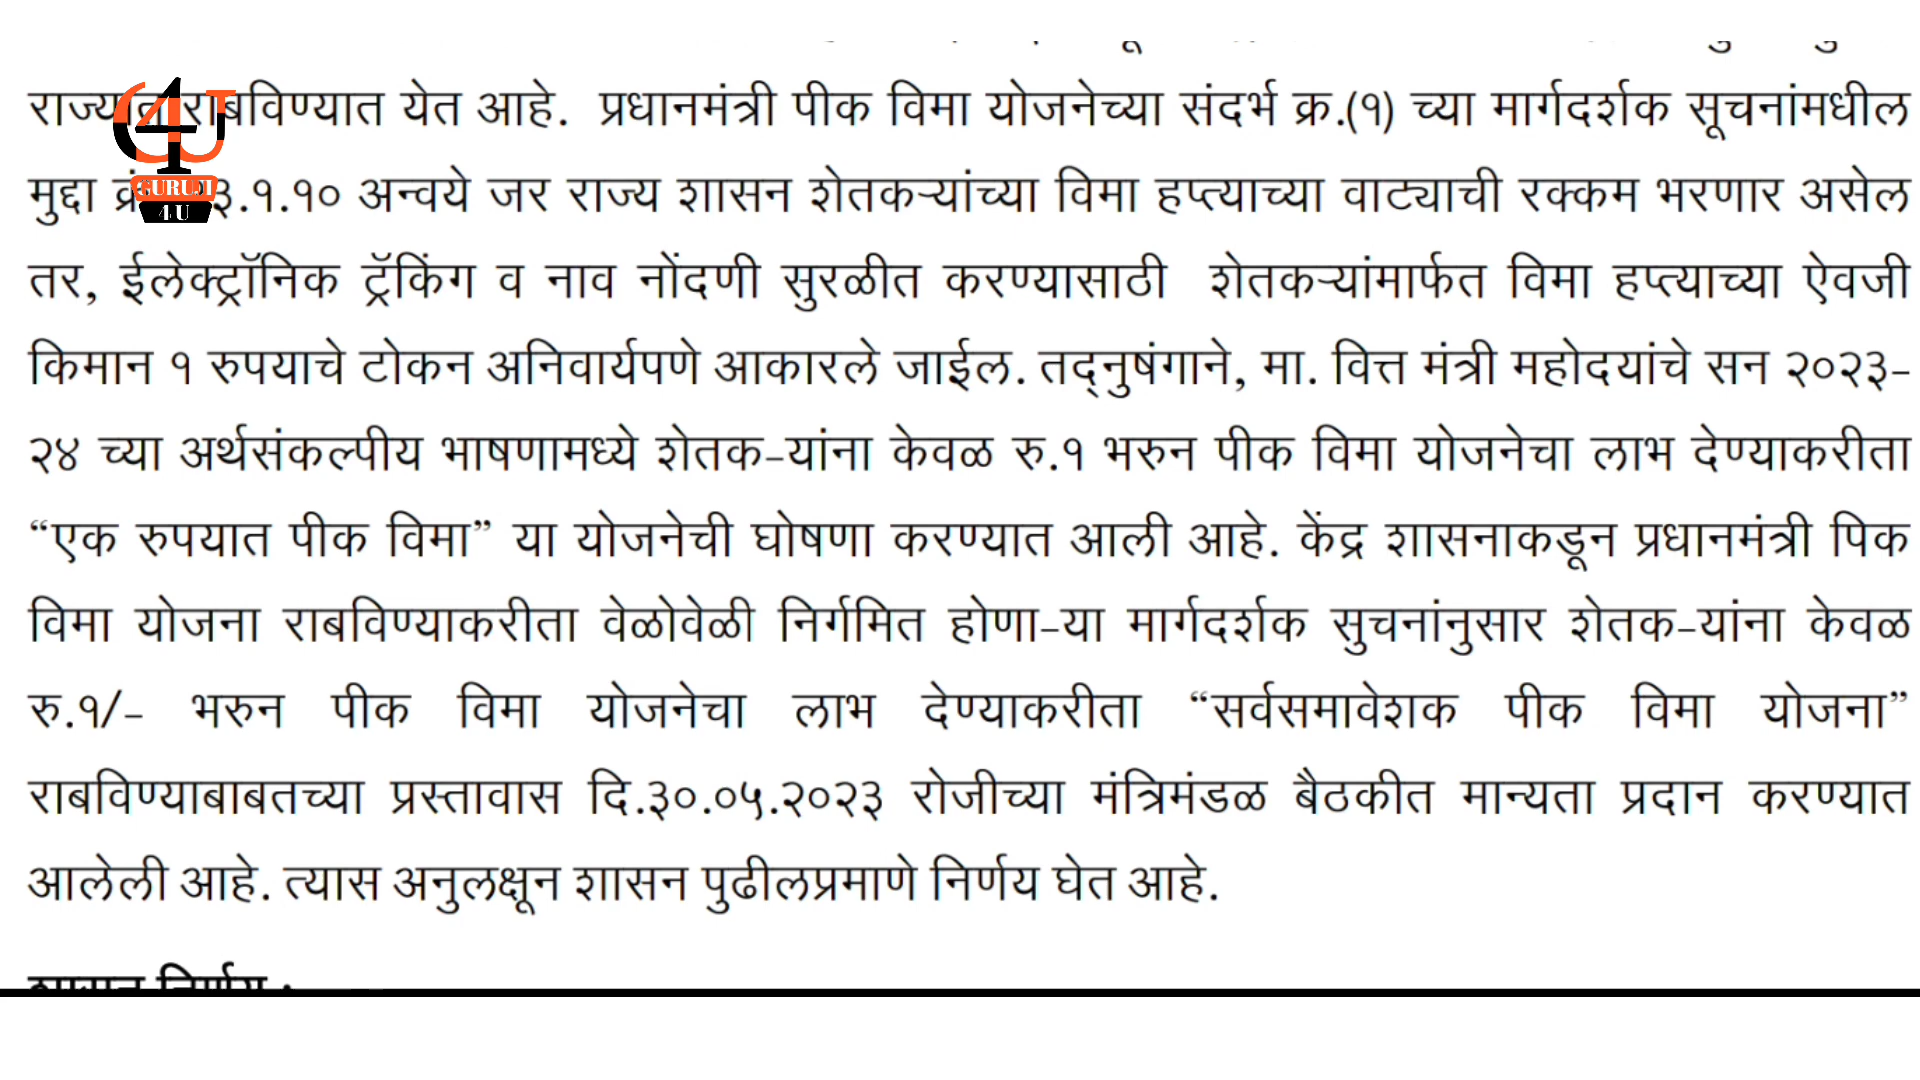 राज्यात राबविण्यात येत आहे. प्रधानमंत्री पीक विमा योजनेच्या संदर्भ क्र.(१) च्या मार्गदर्शक सूचनांमधील
4U
मुद्दा ३.१.१० अन्वये जर राज्य शासन शेतकऱ्यांच्या विमा हप्त्याच्या वाट्याची रक्कम भरणार असेल
GURUJI
4U
तर, ईलेक्ट्रॉनिक ट्रॅकिंग व नाव नोंदणी सुरळीत करण्यासाठी शेतकऱ्यांमार्फत विमा हप्त्याच्या ऐवजी
किमान १ रुपयाचे टोकन अनिवार्यपणे आकारले जाईल. तद्नुषंगाने, मा. वित्त मंत्री महोदयांचे सन २०२३-
२४ च्या अर्थसंकल्पीय भाषणामध्ये शेतक-यांना केवळ रु.१ भरुन पीक विमा योजनेचा लाभ देण्याकरीता
“एक रुपयात पीक विमा” या योजनेची घोषणा करण्यात आली आहे. केंद्र शासनाकडून प्रधानमंत्री पिक
विमा योजना राबविण्याकरीता वेळोवेळी निर्गमित होणा-या मार्गदर्शक सुचनांनुसार शेतक-यांना केवळ
रु.१/- भरुन पीक विमा योजनेचा लाभ देण्याकरीता “सर्वसमावेशक पीक विमा योजना”
राबविण्याबाबतच्या प्रस्तावास दि.३०.०५.२०२३ रोजीच्या मंत्रिमंडळ बैठकीत मान्यता प्रदान करण्यात
आलेली आहे. त्यास अनुलक्षून शासन पुढीलप्रमाणे निर्णय घेत आहे.